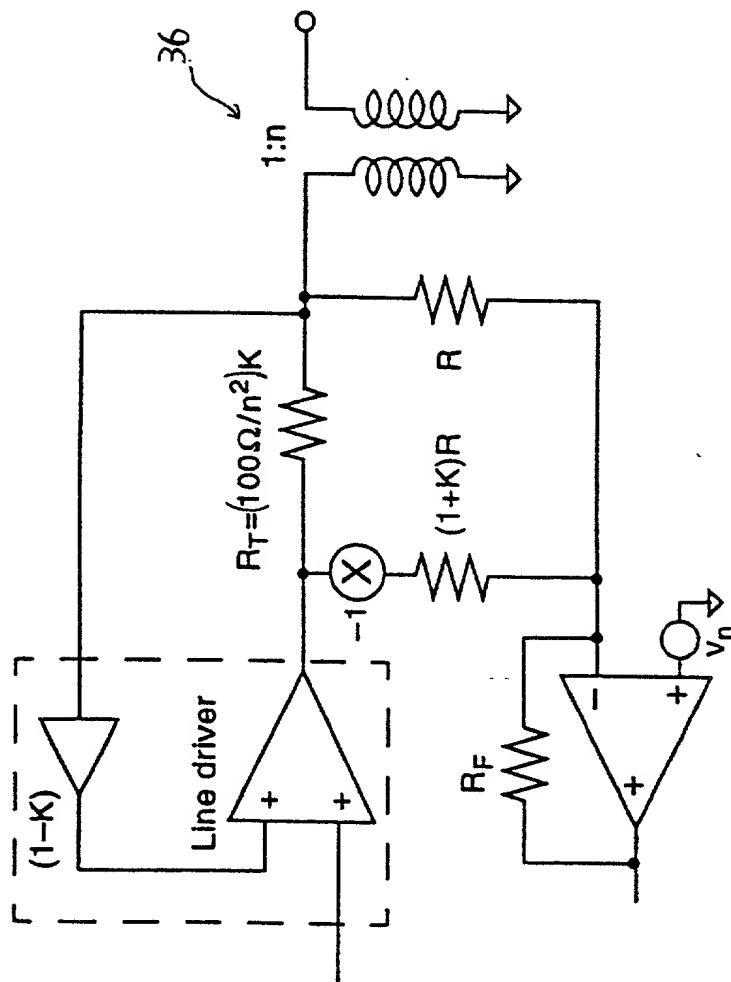 36
1:n
(1−K)
Line driver
+
+
R_T=(100Ω/n²)K
−1
X
(1+K)R
R
R_F
−
+
+
v_n